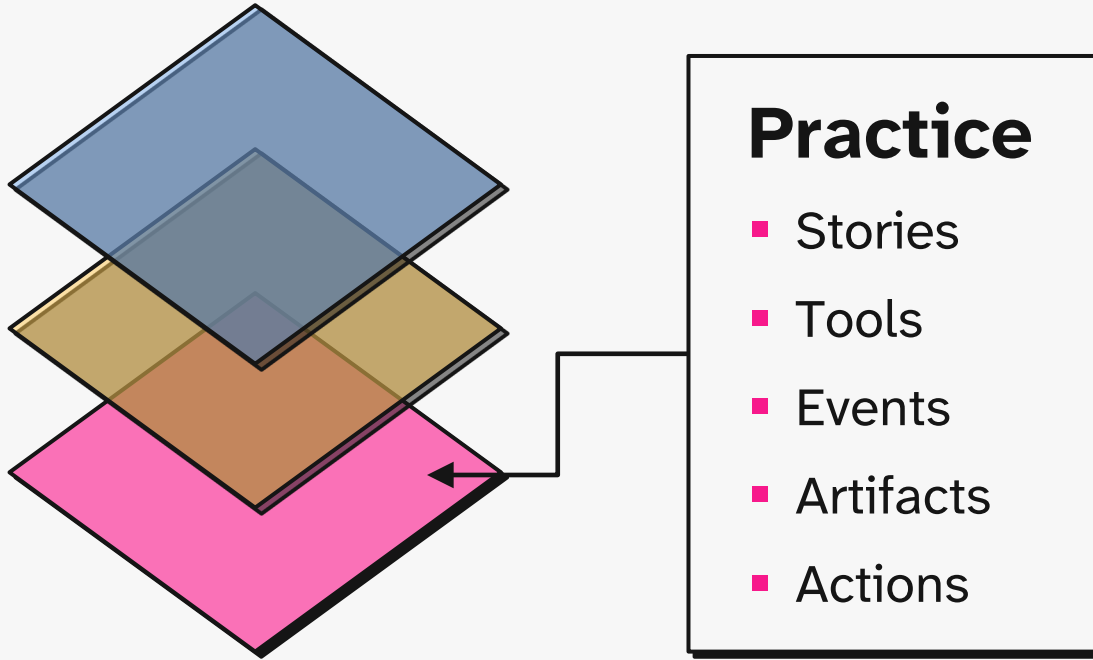 Practice
Stories
Tools
Events
Artifacts
Actions